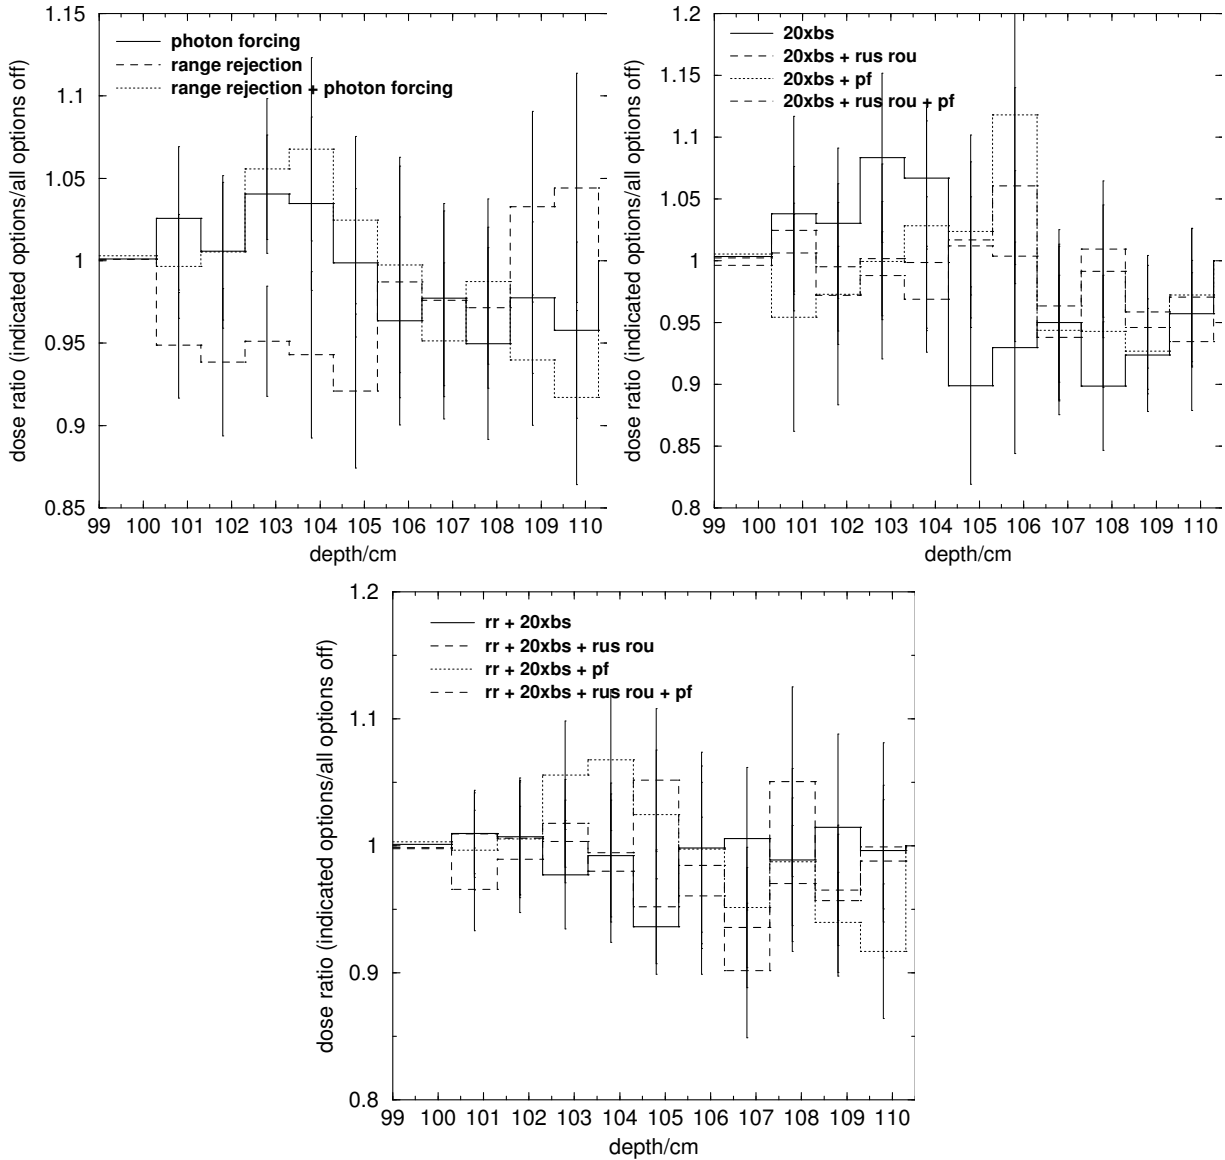 dose ratio (indicated options/all options off)
photon forcing
range rejection
range rejection + photon forcing
1.15
1.1
1.05
1
0.95
0.9
0.85
99 100 101 102 103 104 105 106 107 108 109 110
depth/cm
dose ratio (indicated options/all options off)
20xbs
20xbs + rus rou
20xbs + pf
20xbs + rus rou + pf
1.2
1.15
1.1
1.05
1
0.95
0.9
0.85
0.8
99 100 101 102 103 104 105 106 107 108 109 110
depth/cm
dose ratio (indicated options/all options off)
rr + 20xbs
rr + 20xbs + rus rou
rr + 20xbs + pf
rr + 20xbs + rus rou + pf
1.2
1.1
1
0.9
0.8
99 100 101 102 103 104 105 106 107 108 109 110
depth/cm